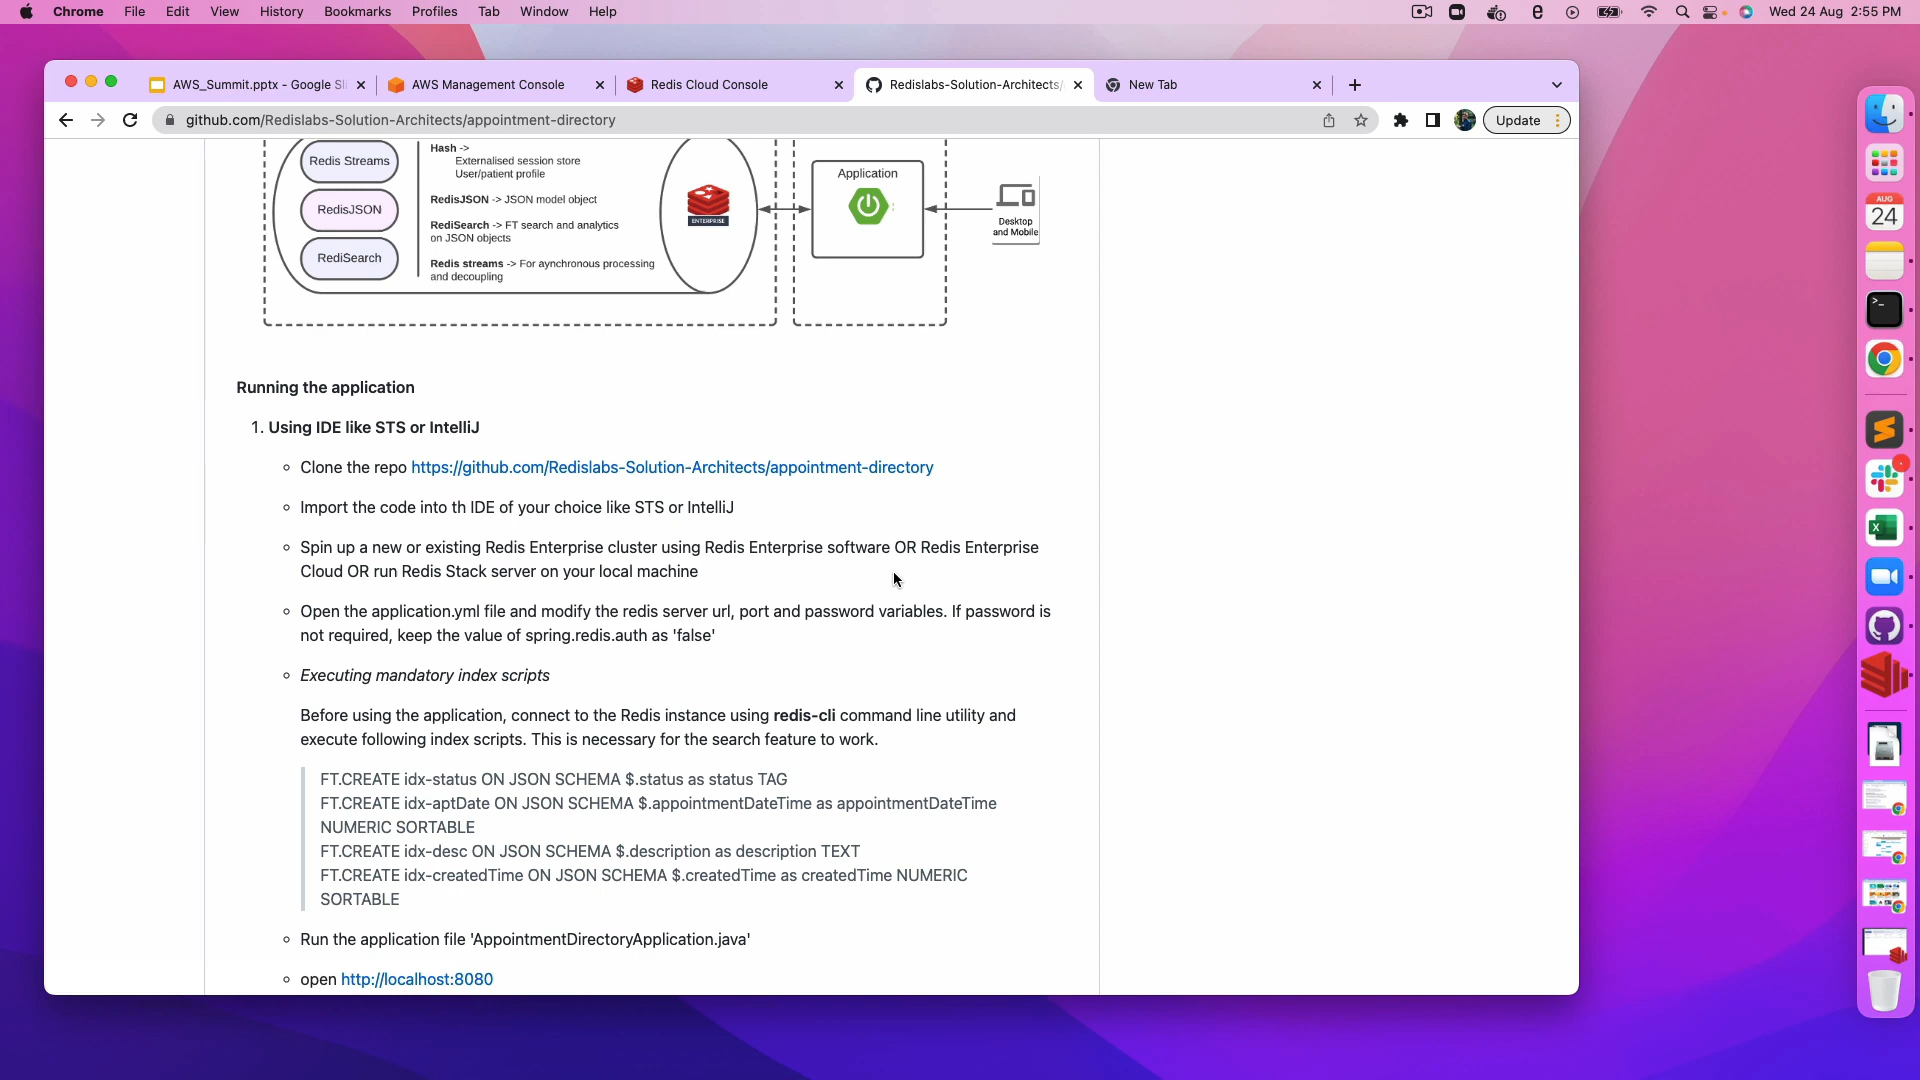 Chrome File Edit View History Bookmarks Profiles Tab Window Help Wed 24 Aug 2:55 PM
AWS_Summit.pptx - Google Sl AWS Management Console Redis Cloud Console Redislabs-Solution-Architects/ New Tab
github.com/Redislabs-Solution-Architects/appointment-directory Update
Redis Streams
RedisJSON
RediSearch
Hash ->
Externalised session store
User/patient profile
RedisJSON -> JSON model object
RediSearch -> FT search and analytics
on JSON objects
Redis streams -> For aynchronous processing
and decoupling
ENTERPRISE
Application
Desktop
and Mobile
Running the application
1. Using IDE like STS or IntelliJ
Clone the repo https://github.com/Redislabs-Solution-Architects/appointment-directory
Import the code into th IDE of your choice like STS or IntelliJ
Spin up a new or existing Redis Enterprise cluster using Redis Enterprise software OR Redis Enterprise
Cloud OR run Redis Stack server on your local machine
Open the application.yml file and modify the redis server url, port and password variables. If password is
not required, keep the value of spring.redis.auth as 'false'
Executing mandatory index scripts
Before using the application, connect to the Redis instance using redis-cli command line utility and
execute following index scripts. This is necessary for the search feature to work.
FT.CREATE idx-status ON JSON SCHEMA $.status as status TAG
FT.CREATE idx-aptDate ON JSON SCHEMA $.appointmentDateTime as appointmentDateTime
NUMERIC SORTABLE
FT.CREATE idx-desc ON JSON SCHEMA $.description as description TEXT
FT.CREATE idx-createdTime ON JSON SCHEMA $.createdTime as createdTime NUMERIC
SORTABLE
Run the application file 'AppointmentDirectoryApplication.java'
open http://localhost:8080
AUG
24